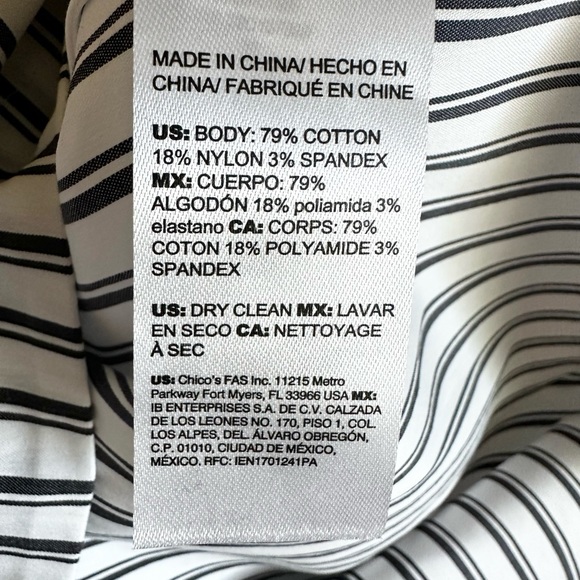 MADE IN CHINA/ HECHO EN
CHINA/ FABRIQUÉ EN CHINE
US: BODY: 79% COTTON
18% NYLON 3% SPANDEX
MX: CUERPO: 79%
ALGODÓN 18% poliamida 3%
elastano CA: CORPS: 79%
COTON 18% POLYAMIDE 3%
SPANDEX
US: DRY CLEAN MX: LAVAR
EN SECO CA: NETTOYAGE
À SEC
US: Chico's FAS Inc. 11215 Metro
Parkway Fort Myers, FL 33966 USA MX:
IB ENTERPRISES S.A. DE C.V. CALZADA
DE LOS LEONES NO. 170, PISO 1, COL.
LOS ALPES, DEL. ÁLVARO OBREGÓN,
C.P. 01010, CIUDAD DE MÉXICO,
MÉXICO. RFC: IEN1701241PA